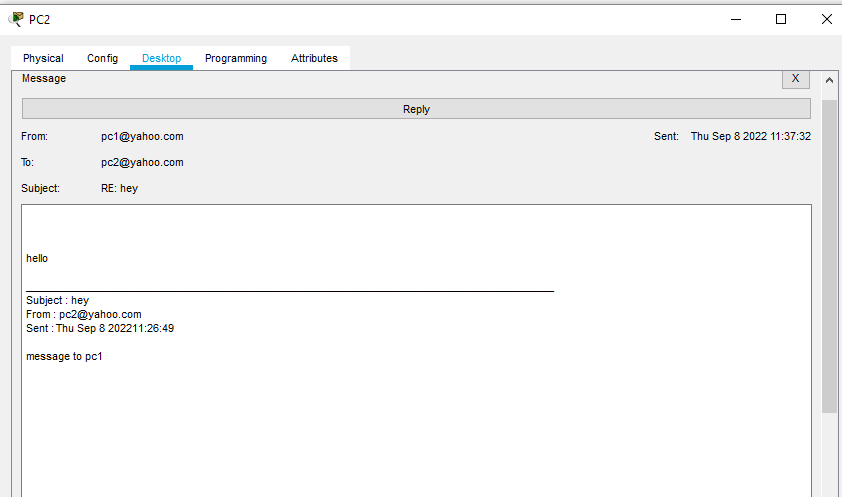 PC2
Physical Config Desktop Programming Attributes
Message X
Reply
From: pc1@yahoo.com Sent: Thu Sep 8 2022 11:37:32
To: pc2@yahoo.com
Subject: RE: hey
hello
Subject : hey
From : pc2@yahoo.com
Sent : Thu Sep 8 202211:26:49
message to pc1